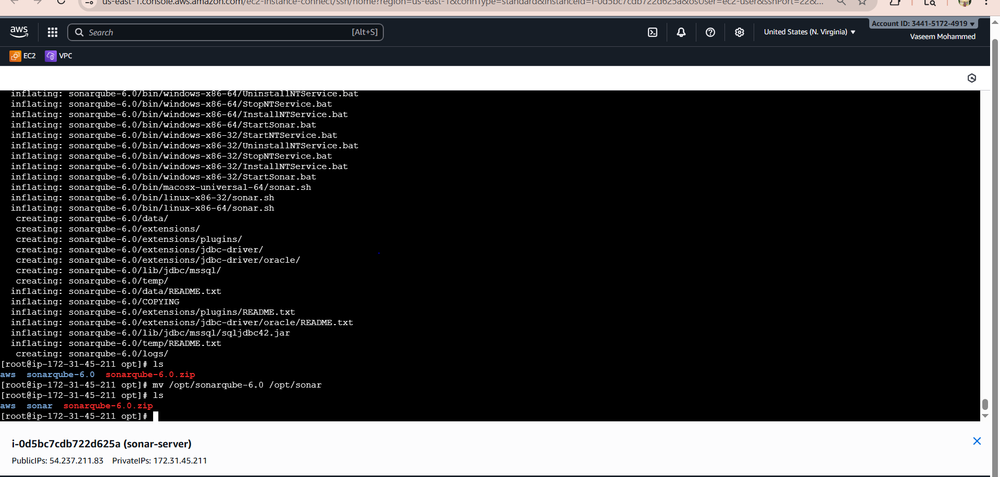 us-east-1.console.aws.amazon.com/ec2-instance-connect/ssh/home?region=us-east-1&connType=standard&instanceId=i-0d5bc7cdb722d625a&osUser=ec2-user&sshPort=22&...
aws Search [Alt+S] United States (N. Virginia) Account ID: 3441-5172-4919
Vaseem Mohammed
EC2 VPC
inflating: sonarqube-6.0/bin/windows-x86-64/UninstallNTService.bat
inflating: sonarqube-6.0/bin/windows-x86-64/StopNTService.bat
inflating: sonarqube-6.0/bin/windows-x86-64/InstallNTService.bat
inflating: sonarqube-6.0/bin/windows-x86-64/StartSonar.bat
inflating: sonarqube-6.0/bin/windows-x86-32/StartNTService.bat
inflating: sonarqube-6.0/bin/windows-x86-32/UninstallNTService.bat
inflating: sonarqube-6.0/bin/windows-x86-32/StopNTService.bat
inflating: sonarqube-6.0/bin/windows-x86-32/InstallNTService.bat
inflating: sonarqube-6.0/bin/windows-x86-32/StartSonar.bat
inflating: sonarqube-6.0/bin/macosx-universal-64/sonar.sh
inflating: sonarqube-6.0/bin/linux-x86-32/sonar.sh
inflating: sonarqube-6.0/bin/linux-x86-64/sonar.sh
creating: sonarqube-6.0/data/
creating: sonarqube-6.0/extensions/
creating: sonarqube-6.0/extensions/plugins/
creating: sonarqube-6.0/extensions/jdbc-driver/
creating: sonarqube-6.0/extensions/jdbc-driver/oracle/
creating: sonarqube-6.0/lib/jdbc/mssql/
creating: sonarqube-6.0/temp/
inflating: sonarqube-6.0/data/README.txt
inflating: sonarqube-6.0/COPYING
inflating: sonarqube-6.0/extensions/plugins/README.txt
inflating: sonarqube-6.0/extensions/jdbc-driver/oracle/README.txt
inflating: sonarqube-6.0/lib/jdbc/mssql/sqljdbc42.jar
inflating: sonarqube-6.0/temp/README.txt
creating: sonarqube-6.0/logs/
[root@ip-172-31-45-211 opt]# ls
aws sonarqube-6.0 sonarqube-6.0.zip
[root@ip-172-31-45-211 opt]# mv /opt/sonarqube-6.0 /opt/sonar
[root@ip-172-31-45-211 opt]# ls
aws sonar sonarqube-6.0.zip
[root@ip-172-31-45-211 opt]#
i-0d5bc7cdb722d625a (sonar-server)
PublicIPs: 54.237.211.83 PrivateIPs: 172.31.45.211